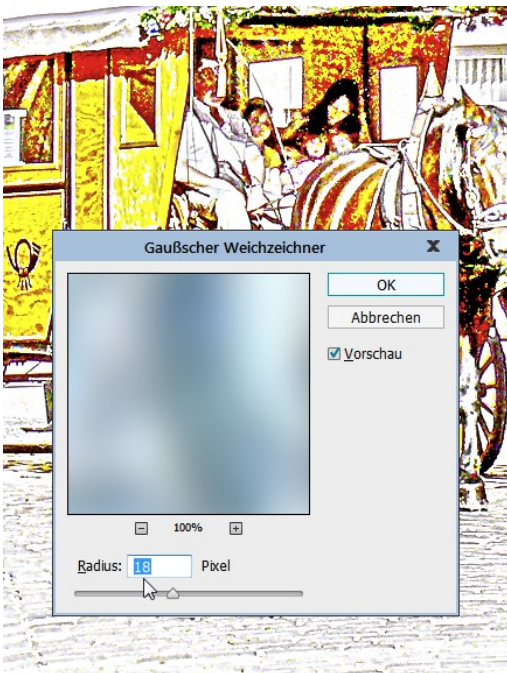 Gaußscher Weichzeichner
OK
Abbrechen
Vorschau
100%
Radius: 18 Pixel